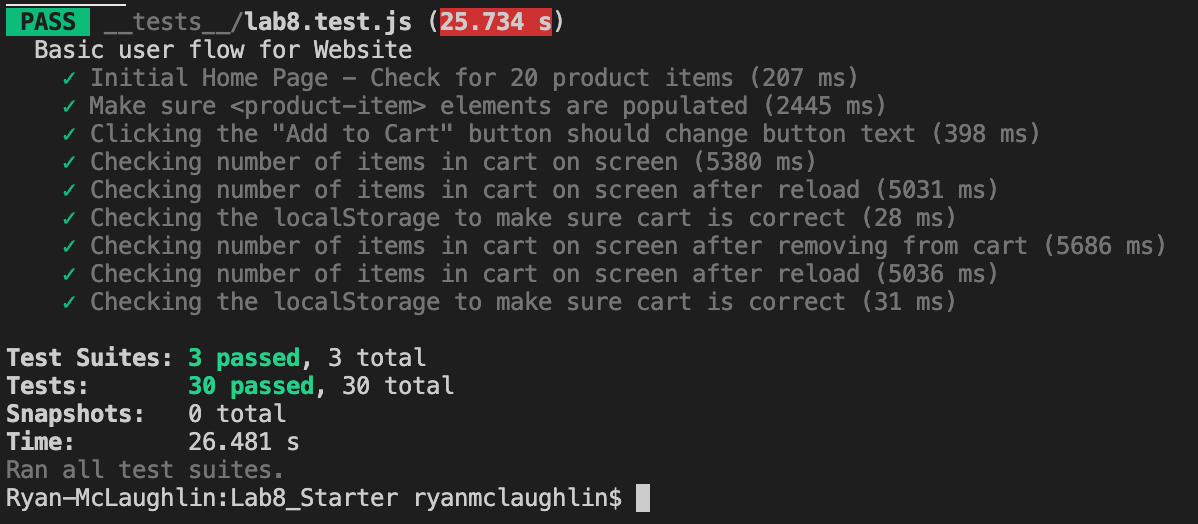 PASS __tests__/lab8.test.js (25.734 s)
Basic user flow for Website
✓ Initial Home Page - Check for 20 product items (207 ms)
✓ Make sure <product-item> elements are populated (2445 ms)
✓ Clicking the "Add to Cart" button should change button text (398 ms)
✓ Checking number of items in cart on screen (5380 ms)
✓ Checking number of items in cart on screen after reload (5031 ms)
✓ Checking the localStorage to make sure cart is correct (28 ms)
✓ Checking number of items in cart on screen after removing from cart (5686 ms)
✓ Checking number of items in cart on screen after reload (5036 ms)
✓ Checking the localStorage to make sure cart is correct (31 ms)
Test Suites: 3 passed, 3 total
Tests: 30 passed, 30 total
Snapshots: 0 total
Time: 26.481 s
Ran all test suites.
Ryan-McLaughlin:Lab8_Starter ryanmclaughlin$